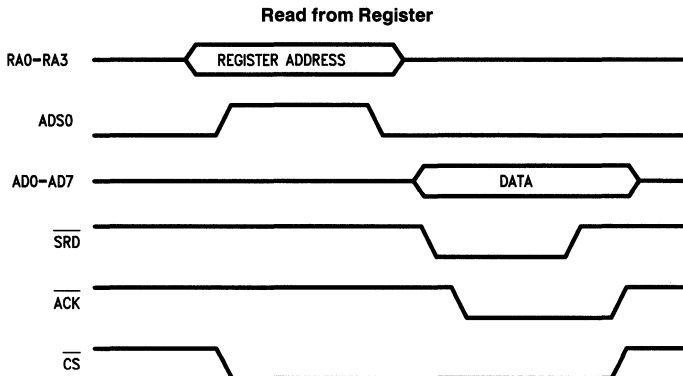 Read from Register
RA0-RA3
REGISTER ADDRESS
ADS0
AD0-AD7
DATA
SRD
ACK
CS